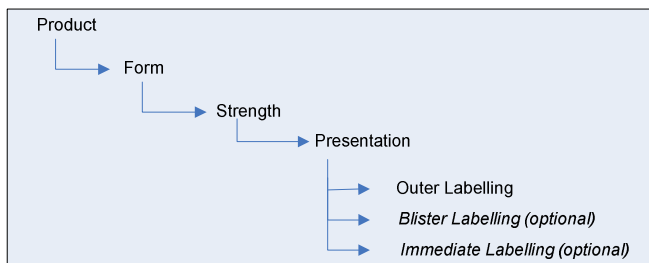 Product
Form
Strength
Presentation
Outer Labelling
Blister Labelling (optional)
Immediate Labelling (optional)